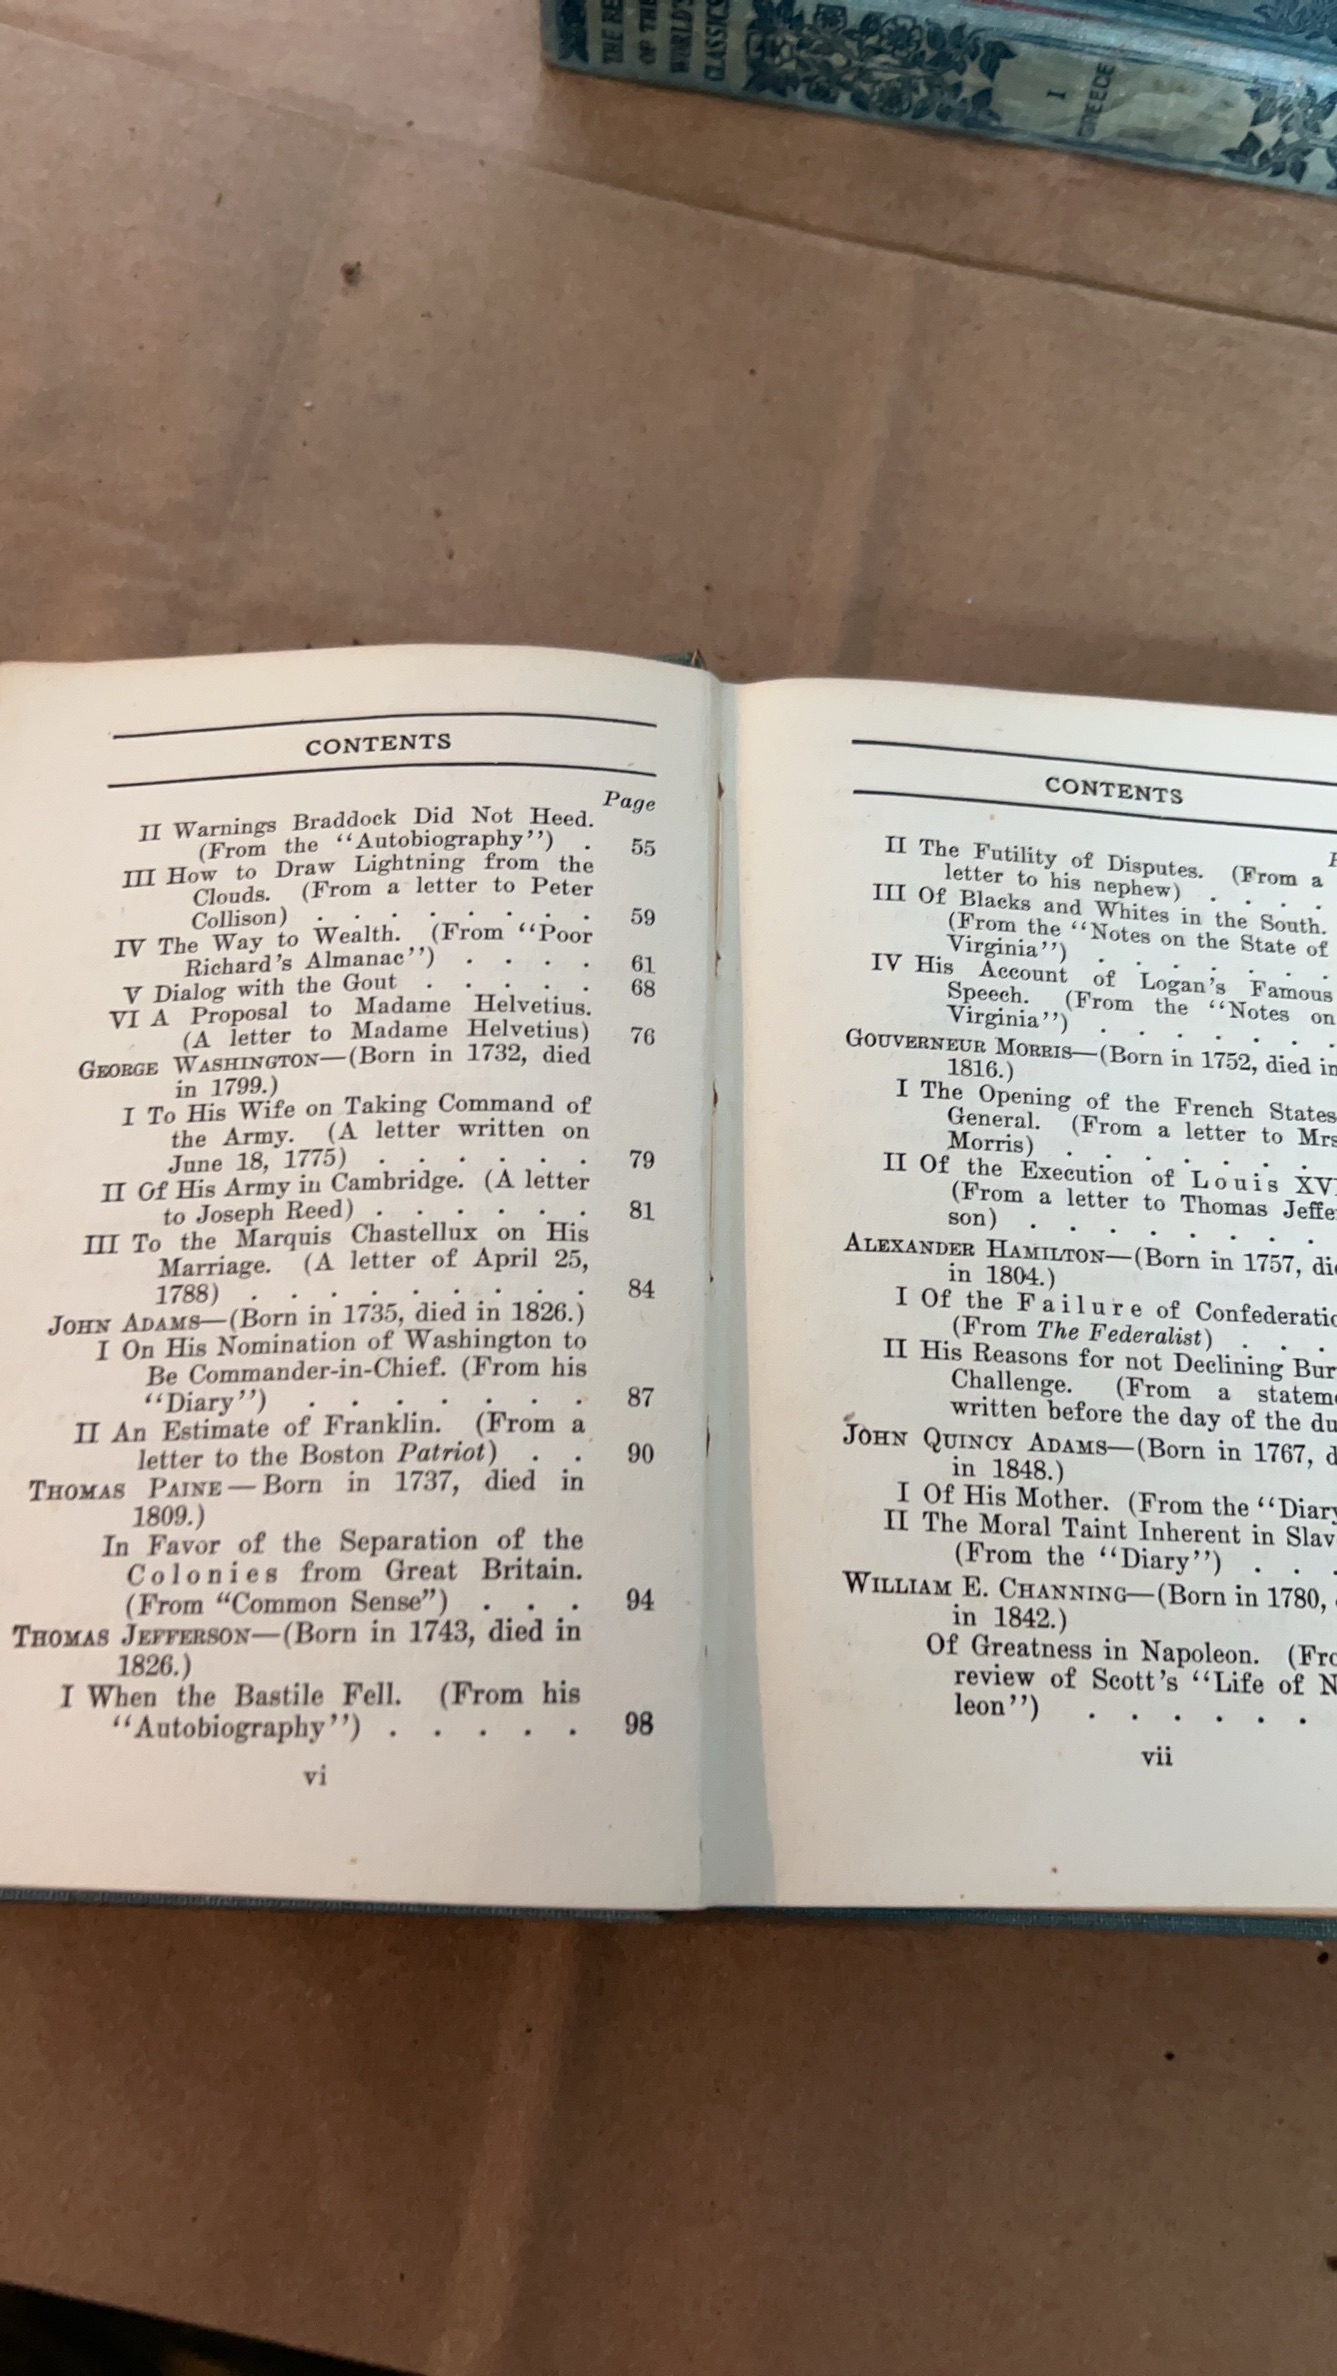 THE BE
OF THE
WORLD'S
CLASSICS
I
GREECE
CONTENTS
Page
II Warnings Braddock Did Not Heed.
(From the "Autobiography") . 55
III How to Draw Lightning from the
Clouds. (From a letter to Peter
Collison) . . . . . . . 59
IV The Way to Wealth. (From "Poor
Richard's Almanac") . . . . 61
V Dialog with the Gout . . . . . 68
VI A Proposal to Madame Helvetius.
(A letter to Madame Helvetius) 76
GEORGE WASHINGTON—(Born in 1732, died
in 1799.)
I To His Wife on Taking Command of
the Army. (A letter written on
June 18, 1775) . . . . . . 79
II Of His Army in Cambridge. (A letter
to Joseph Reed) . . . . . . 81
III To the Marquis Chastellux on His
Marriage. (A letter of April 25,
1788) . . . . . . . . . 84
JOHN ADAMS—(Born in 1735, died in 1826.)
I On His Nomination of Washington to
Be Commander-in-Chief. (From his
"Diary") . . . . . . . 87
II An Estimate of Franklin. (From a
letter to the Boston Patriot) . . 90
THOMAS PAINE—Born in 1737, died in
1809.)
In Favor of the Separation of the
Colonies from Great Britain.
(From "Common Sense") . . . 94
THOMAS JEFFERSON—(Born in 1743, died in
1826.)
I When the Bastile Fell. (From his
"Autobiography") . . . . . 98
vi
CONTENTS
II The Futility of Disputes. (From a
letter to his nephew) . . . .
III Of Blacks and Whites in the South.
(From the "Notes on the State of
Virginia") . . . . . . .
IV His Account of Logan's Famous
Speech. (From the "Notes on
Virginia") . . . . . . .
GOUVERNEUR MORRIS—(Born in 1752, died in
1816.)
I The Opening of the French States
General. (From a letter to Mrs
Morris) . . . . . . .
II Of the Execution of Louis XV
(From a letter to Thomas Jeffe
son) . . . . . . . .
ALEXANDER HAMILTON—(Born in 1757, die
in 1804.)
I Of the Failure of Confederatio
(From The Federalist) . . .
II His Reasons for not Declining Bur
Challenge. (From a statem
written before the day of the du
JOHN QUINCY ADAMS—(Born in 1767, d
in 1848.)
I Of His Mother. (From the "Diary
II The Moral Taint Inherent in Slav
(From the "Diary") . . .
WILLIAM E. CHANNING—(Born in 1780,
in 1842.)
Of Greatness in Napoleon. (Fro
review of Scott's "Life of N
leon") . . . . . .
vii